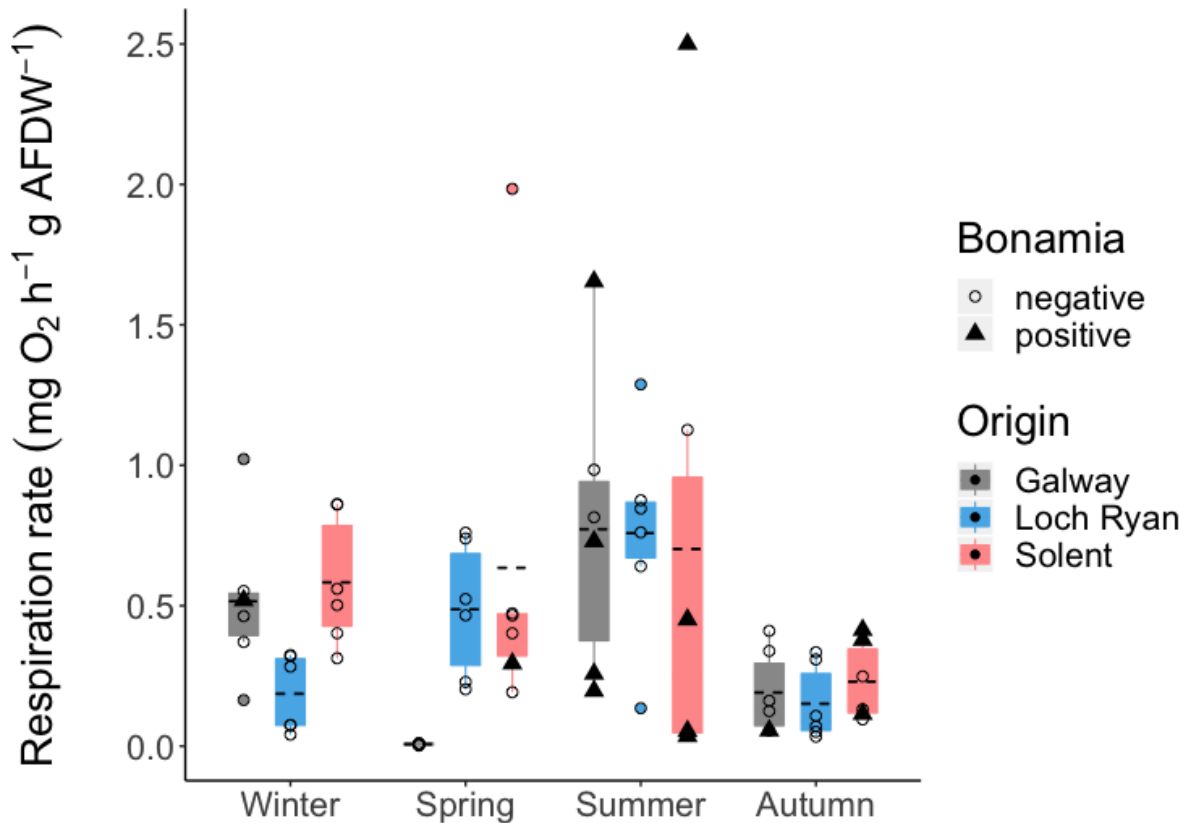 Respiration rate (mg O₂ h⁻¹ g AFDW⁻¹)
2.5
2.0
1.5
1.0
0.5
0.0
Winter Spring Summer Autumn
Bonamia
negative
positive
Origin
Galway
Loch Ryan
Solent